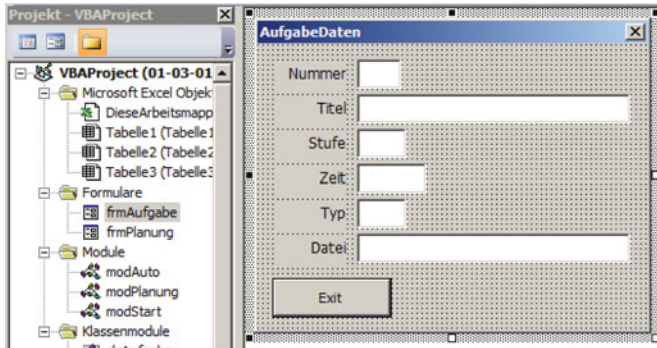 Projekt - VBAProject
VBAProject (01-03-01
Microsoft Excel Objek
DieseArbeitsmapp
Tabelle1 (Tabelle1
Tabelle2 (Tabelle2
Tabelle3 (Tabelle3
Formulare
frmAufgabe
frmPlanung
Module
modAuto
modPlanung
modStart
Klassenmodule
AufgabeDaten
Nummer
Titel
Stufe
Zeit
Typ
Datei
Exit